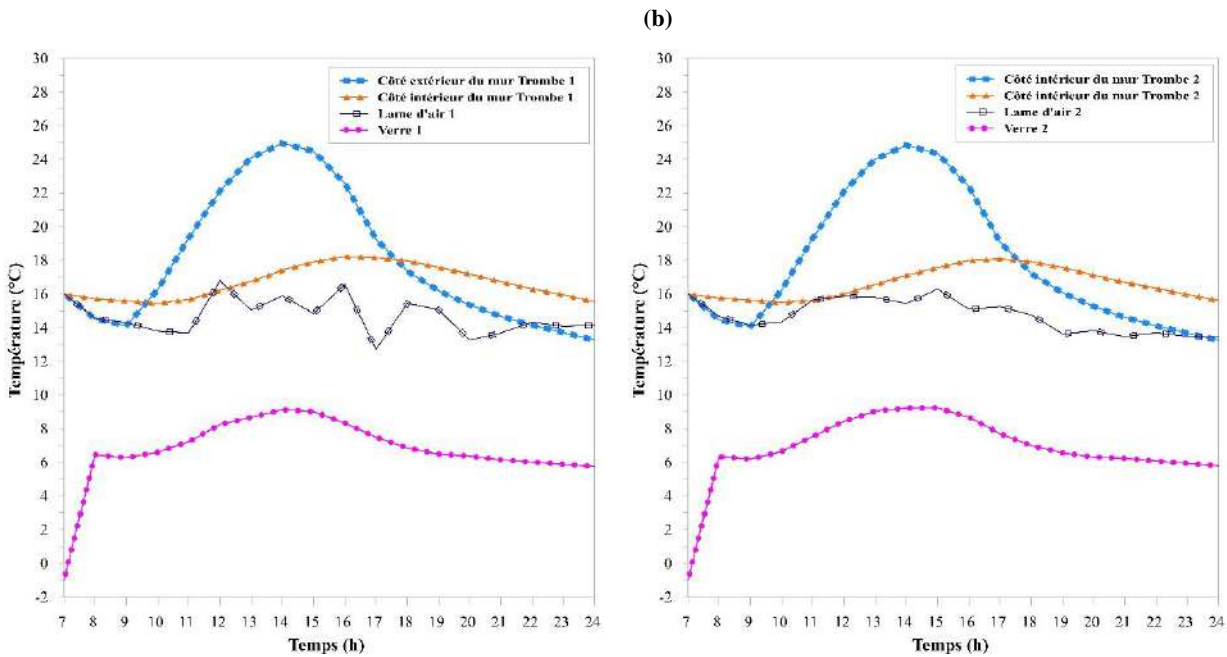 (b)
30
28
26
24
22
20
18
16
14
12
10
8
6
4
2
0
-2
Température (°C)
Côté extérieur du mur Trombe 1
Côté intérieur du mur Trombe 1
Lame d'air 1
Verre 1
7 8 9 10 11 12 13 14 15 16 17 18 19 20 21 22 23 24
Temps (h)
30
28
26
24
22
20
18
16
14
12
10
8
6
4
2
0
-2
Température (°C)
Côté intérieur du mur Trombe 2
Côté intérieur du mur Trombe 2
Lame d'air 2
Verre 2
7 8 9 10 11 12 13 14 15 16 17 18 19 20 21 22 23 24
Temps (h)